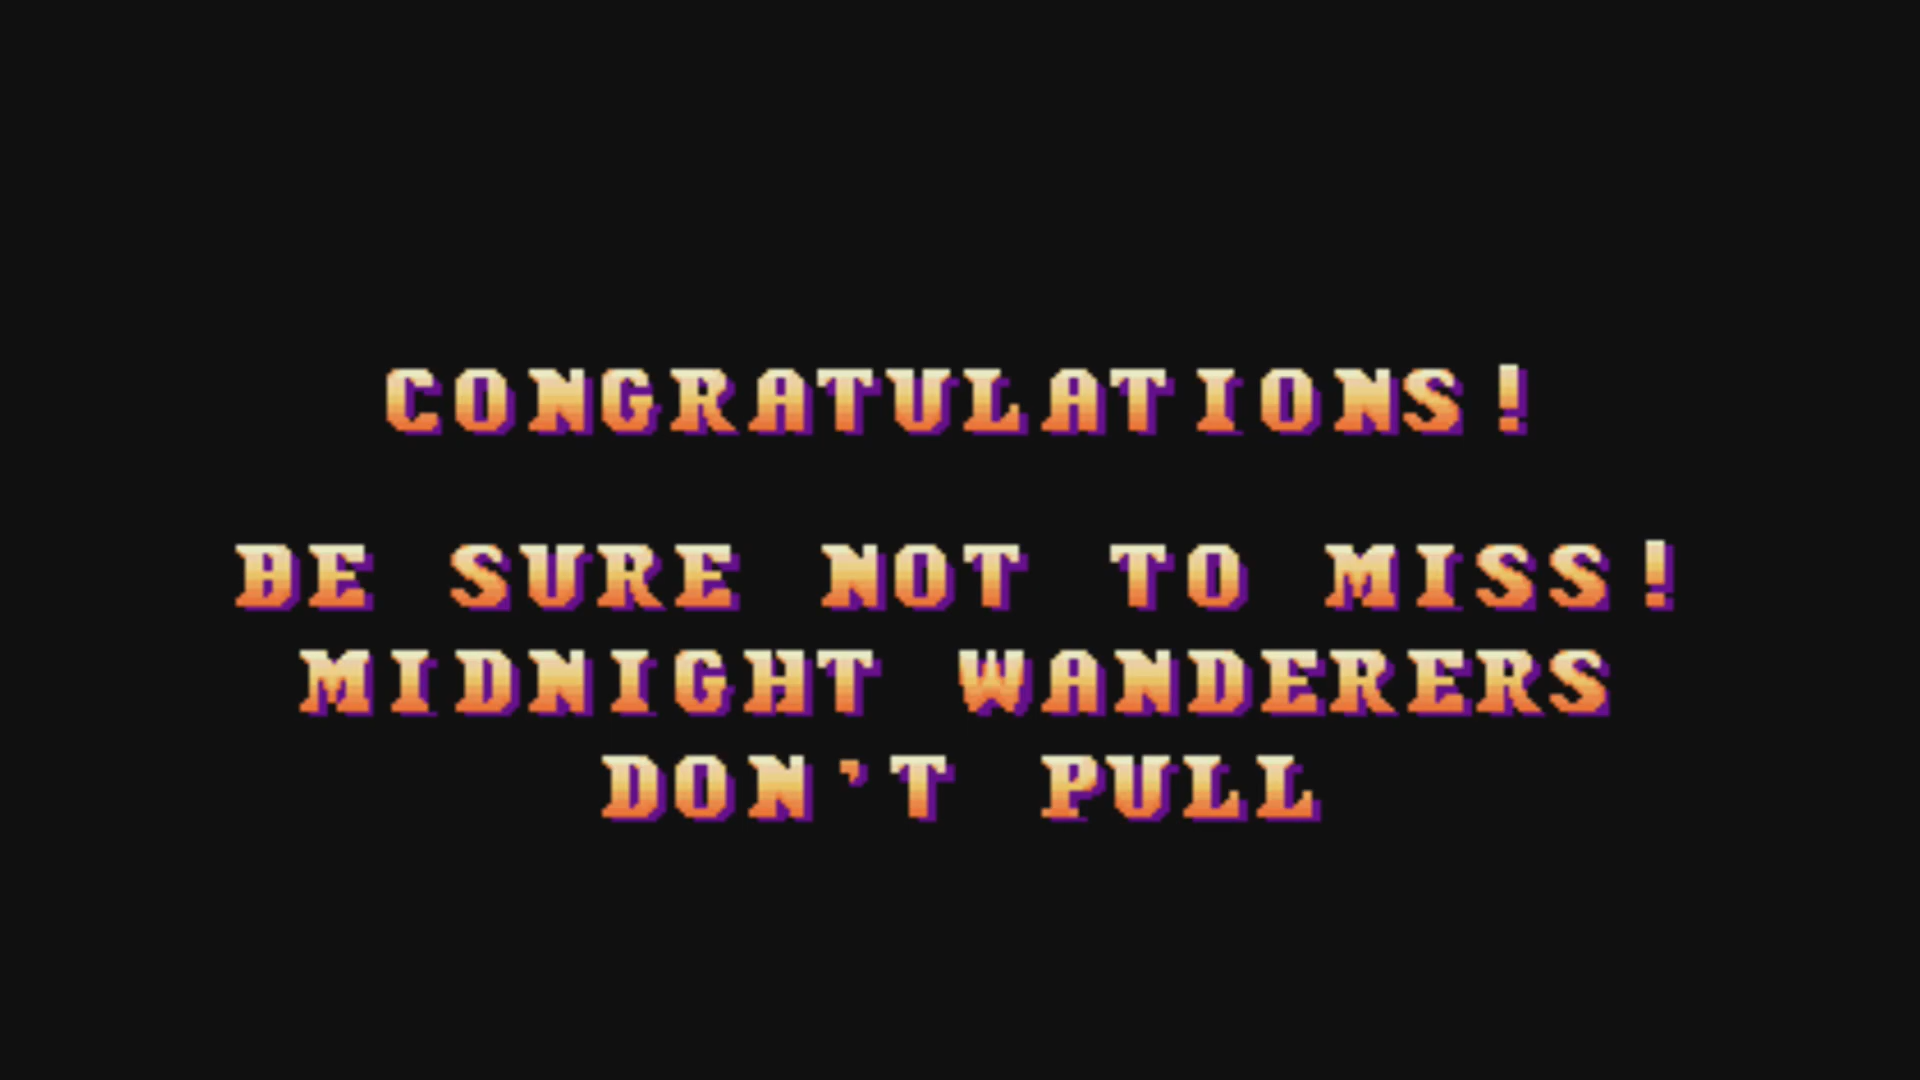 CONGRATULATIONS!
BE SURE NOT TO MISS!
MIDNIGHT WANDERERS
DON'T PULL